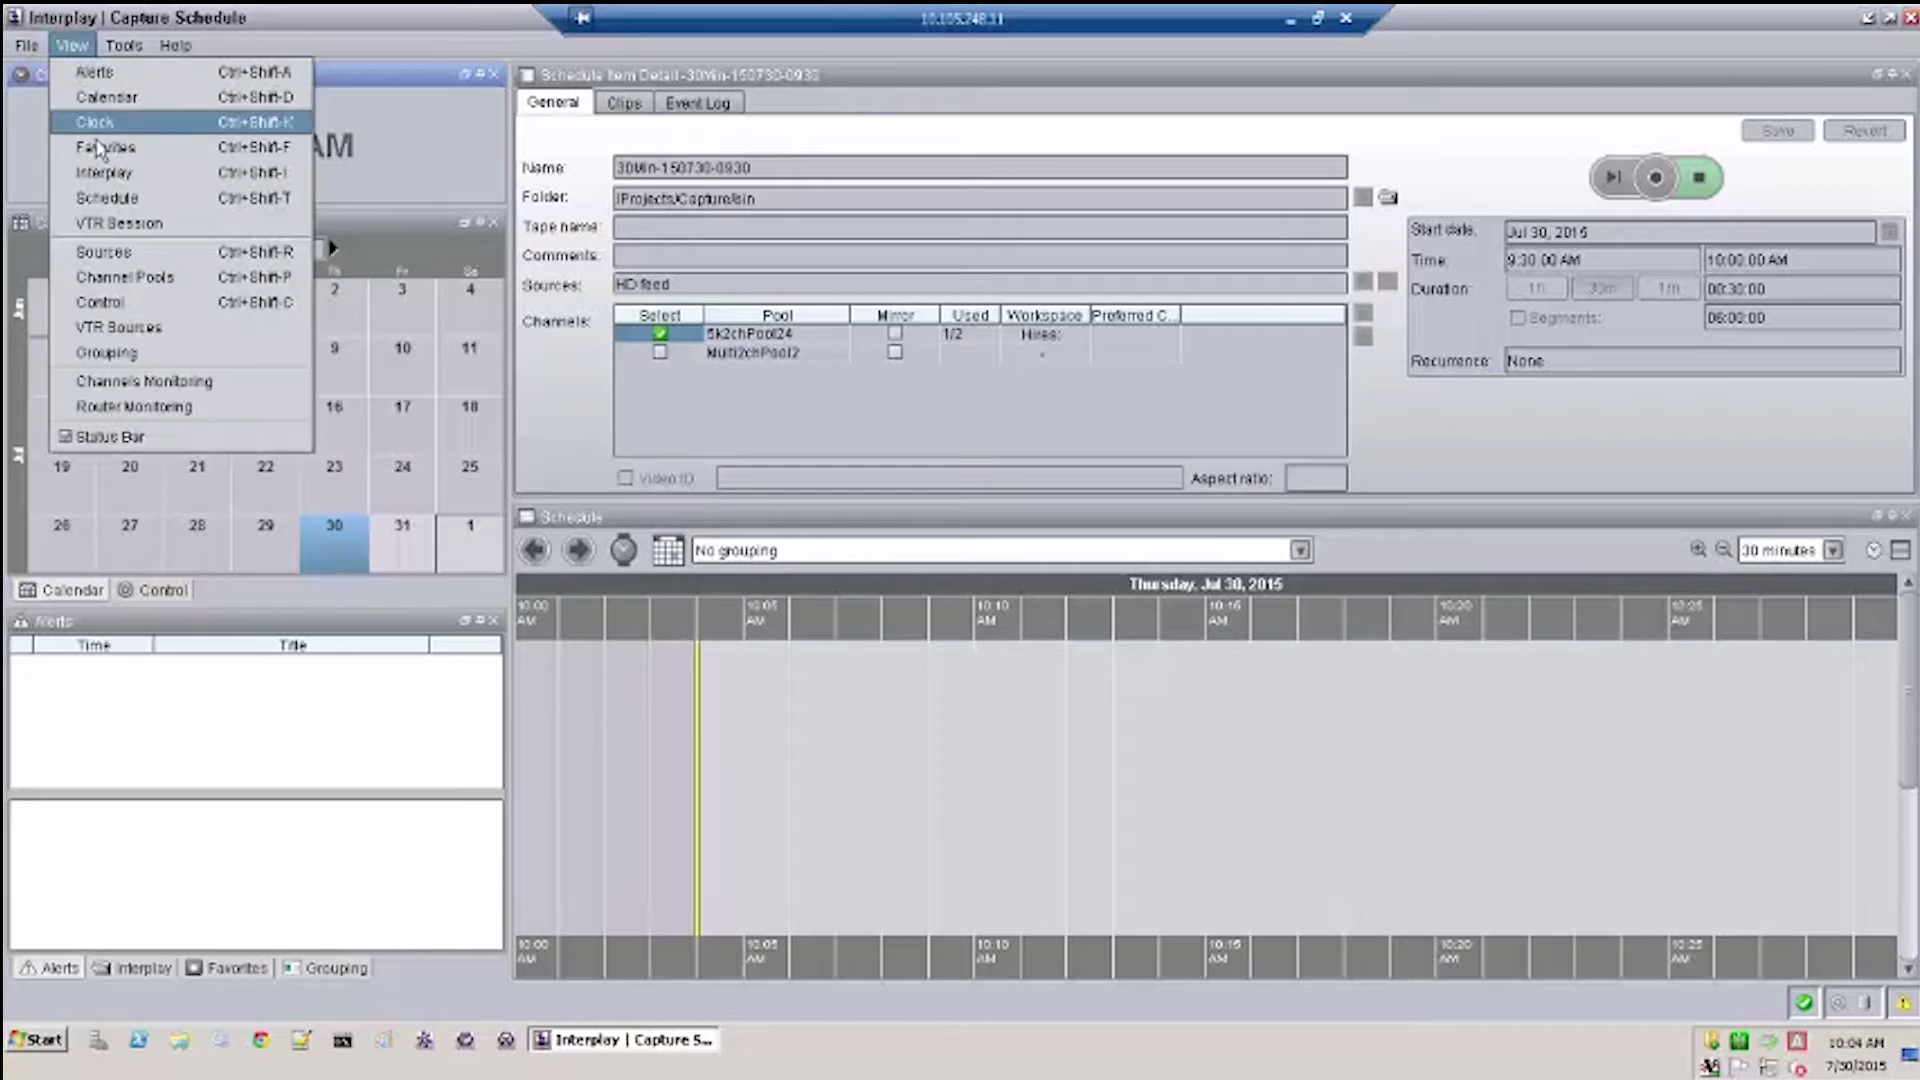 Interplay | Capture Schedule
10.105.248.11
File View Tools Help
Alerts Ctrl+Shift-A
Calendar Ctrl+Shift-D
Clock Ctrl+Shift-K
Favorites Ctrl+Shift-F
Interplay Ctrl+Shift-I
Schedule Ctrl+Shift-T
VTR Session
Sources Ctrl+Shift-R
Channel Pools Ctrl+Shift-P
Control Ctrl+Shift-C
VTR Sources
Grouping
Channels Monitoring
Router Monitoring
Status Bar
AM
Th Fr Sa
2 3 4
9 10 11
16 17 18
19 20 21 22 23 24 25
26 27 28 29 30 31 1
Calendar Control
Alerts
Time Title
Alerts Interplay Favorites Grouping
Schedule Item Detail -30Min-150730-0930
General Clips Event Log
Save Revert
Name: 30Min-150730-0930
Folder: /Projects/Capture/bin
Tape name:
Comments:
Sources: HD feed
Channels: Select Pool Mirror Used Workspace Preferred C...
5k2chPool24 1/2 Hires:
Multi2chPool2 -
Video ID Aspect ratio:
Start date: Jul 30, 2015
Time: 9:30:00 AM 10:00:00 AM
Duration: 1h 30m 1m 00:30:00
Segments: 06:00:00
Recurrence: None
Schedule
No grouping 30 minutes
Thursday, Jul 30, 2015
10:00 AM 10:05 AM 10:10 AM 10:15 AM 10:20 AM 10:25 AM
10:00 AM 10:05 AM 10:10 AM 10:15 AM 10:20 AM 10:25 AM
Start Interplay | Capture S...
10:04 AM
7/30/2015